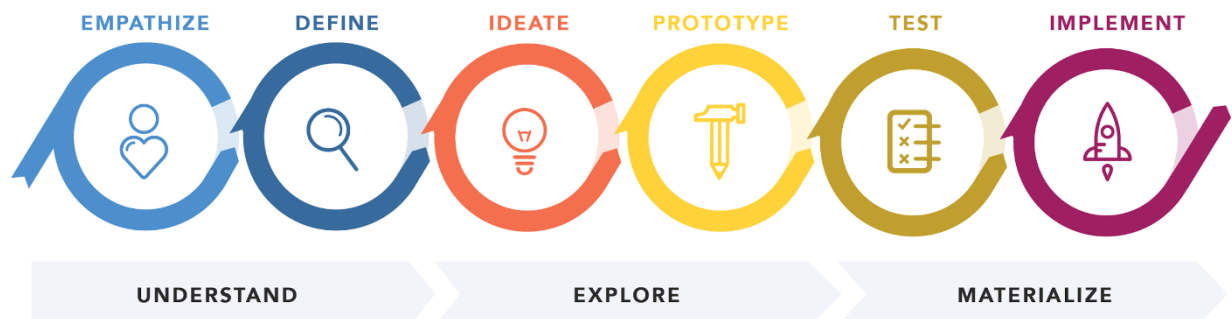 EMPATHIZE DEFINE IDEATE PROTOTYPE TEST IMPLEMENT
UNDERSTAND EXPLORE MATERIALIZE